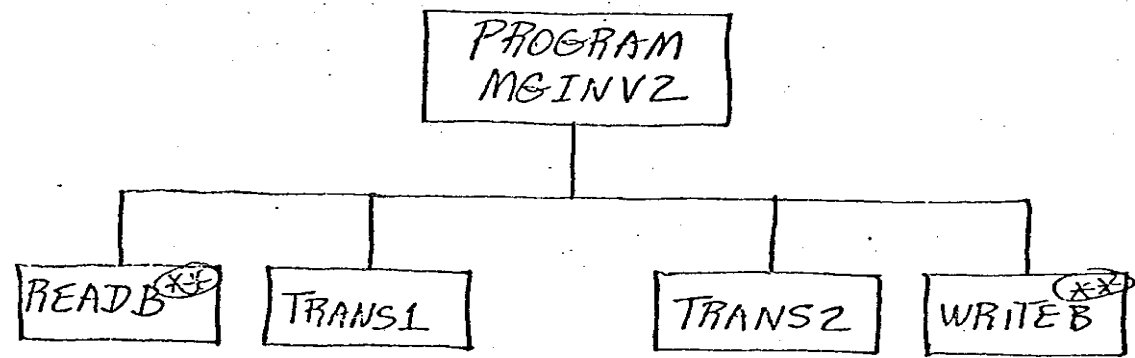 PROGRAM
MGINV2
READB **
TRANS1
TRANS2
WRITEB **